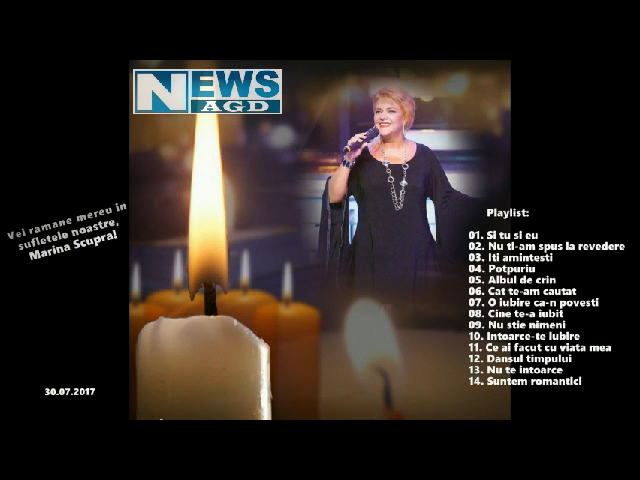 NEWS
AGD
Vei ramane mereu in
sufletele noastre,
Marina Scupra!
30.07.2017
Playlist:
01. Si tu si eu
02. Nu ti-am spus la revedere
03. Iti amintesti
04. Potpuriu
05. Albul de crin
06. Cat te-am cautat
07. O iubire ca-n povesti
08. Cine te-a iubit
09. Nu stie nimeni
10. Intoarce-te iubire
11. Ce ai facut cu viata mea
12. Dansul timpului
13. Nu te intoarce
14. Suntem romantici